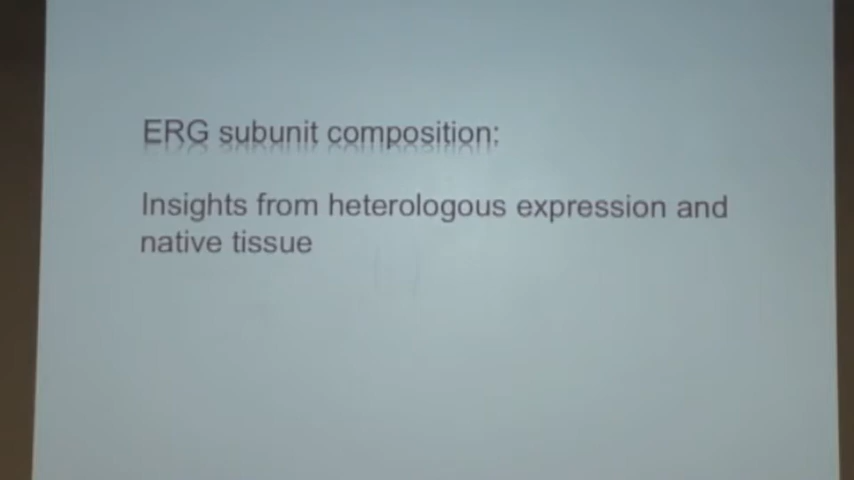 ERG subunit composition:
Insights from heterologous expression and
native tissue